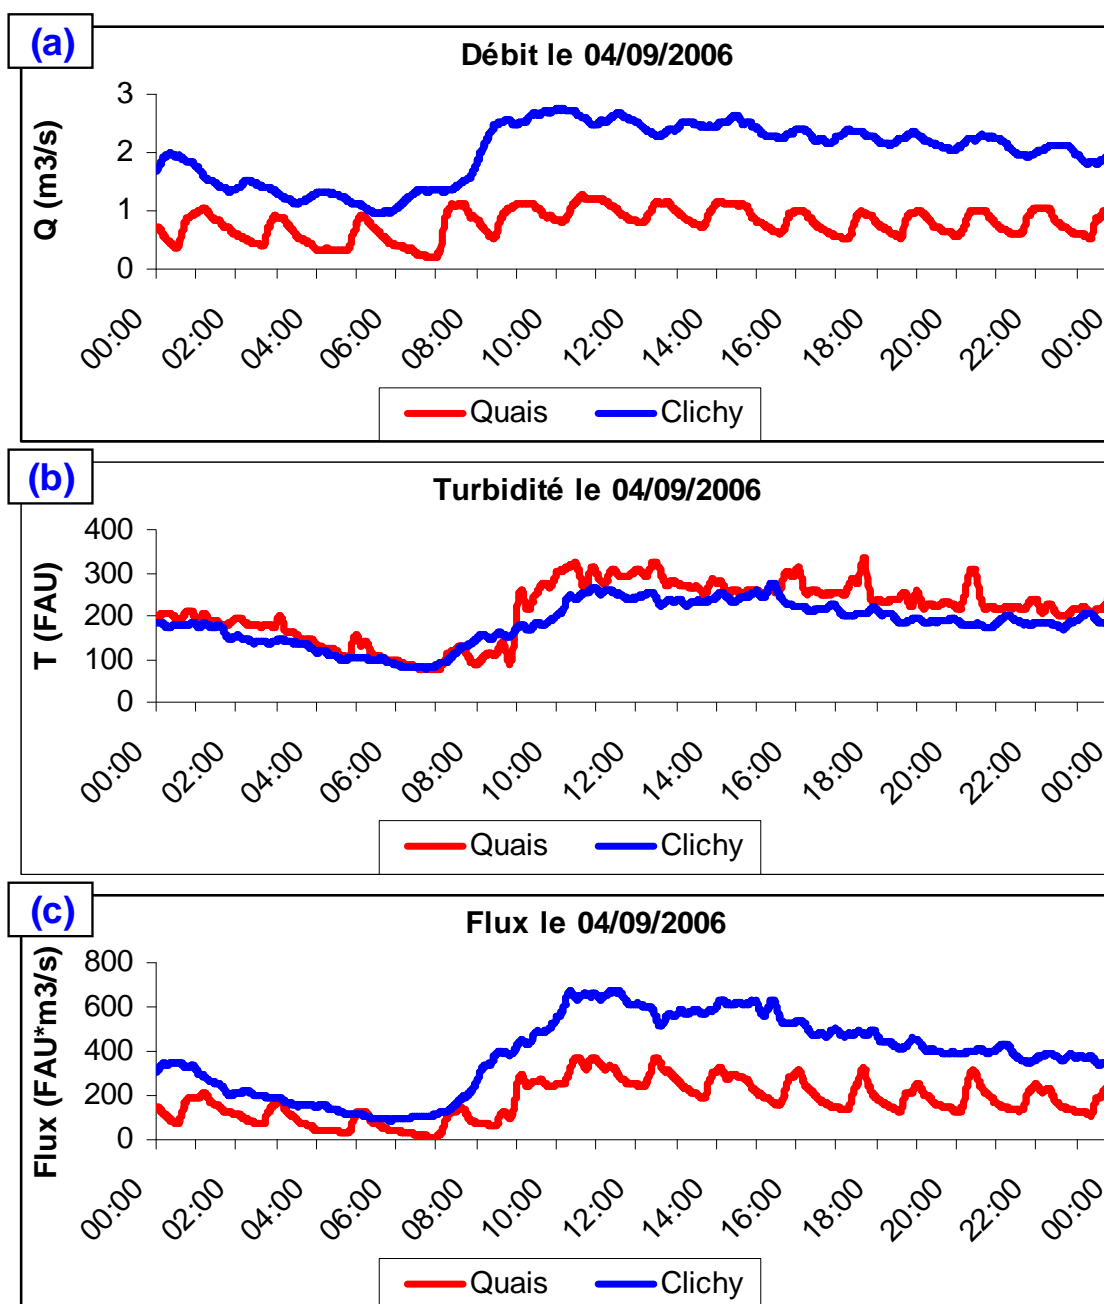 (a)
Débit le 04/09/2006
Q (m3/s)
3
2
1
0
00:00 02:00 04:00 06:00 08:00 10:00 12:00 14:00 16:00 18:00 20:00 22:00 00:00
Quais Clichy
(b)
Turbidité le 04/09/2006
T (FAU)
400
300
200
100
0
00:00 02:00 04:00 06:00 08:00 10:00 12:00 14:00 16:00 18:00 20:00 22:00 00:00
Quais Clichy
(c)
Flux le 04/09/2006
Flux (FAU*m3/s)
800
600
400
200
0
00:00 02:00 04:00 06:00 08:00 10:00 12:00 14:00 16:00 18:00 20:00 22:00 00:00
Quais Clichy